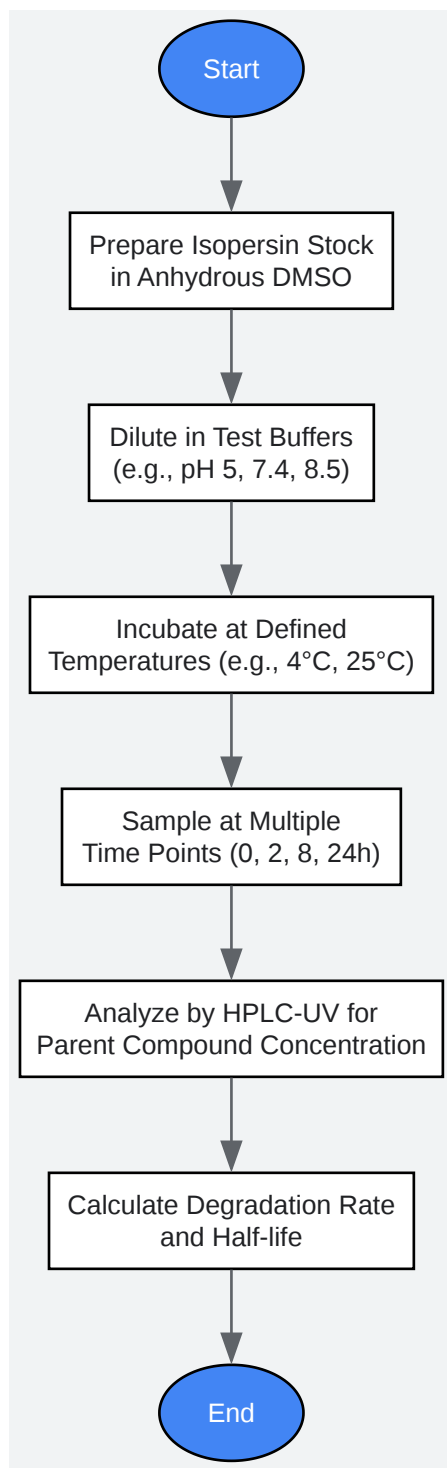 Start
Prepare Isopersin Stock
in Anhydrous DMSO
Dilute in Test Buffers
(e.g., pH 5, 7.4, 8.5)
Incubate at Defined
Temperatures (e.g., 4°C, 25°C)
Sample at Multiple
Time Points (0, 2, 8, 24h)
Analyze by HPLC-UV for
Parent Compound Concentration
Calculate Degradation Rate
and Half-life
End